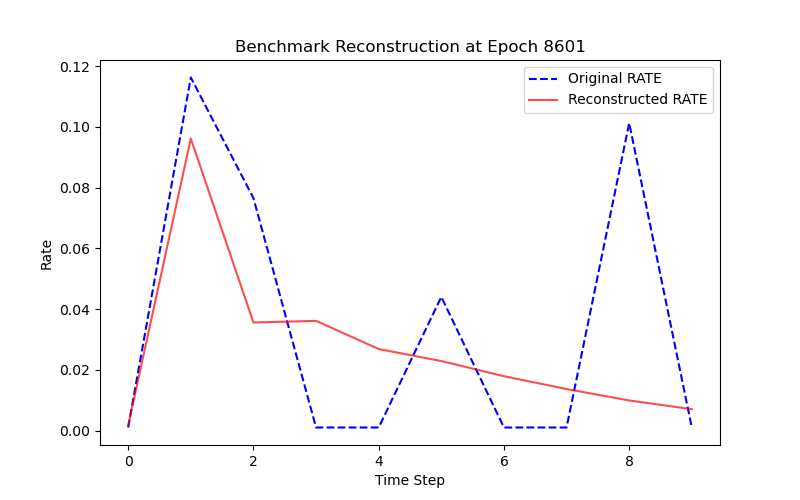 Benchmark Reconstruction at Epoch 8601
Original RATE
Reconstructed RATE
0.12
0.10
0.08
0.06
0.04
0.02
0.00
Rate
0
2
4
6
8
Time Step